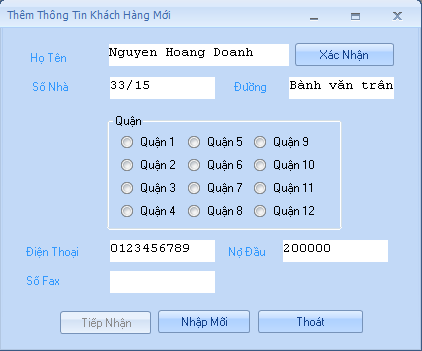 Thêm Thông Tin Khách Hàng Mới
Họ Tên Nguyen Hoang Doanh Xác Nhận
Số Nhà 33/15 Đường Bành văn trân
Quận
Quận 1 Quận 5 Quận 9
Quận 2 Quận 6 Quận 10
Quận 3 Quận 7 Quận 11
Quận 4 Quận 8 Quận 12
Điện Thoại 0123456789 Nợ Đầu 200000
Số Fax
Tiếp Nhận Nhập Mới Thoát